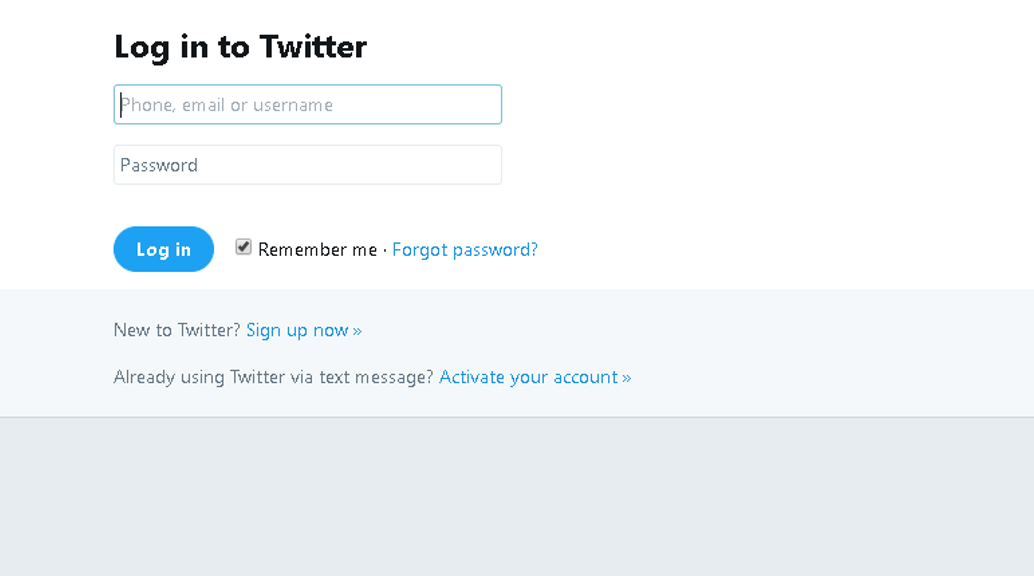 Log in to Twitter
Phone, email or username
Password
Log in Remember me · Forgot password?
New to Twitter? Sign up now »
Already using Twitter via text message? Activate your account »